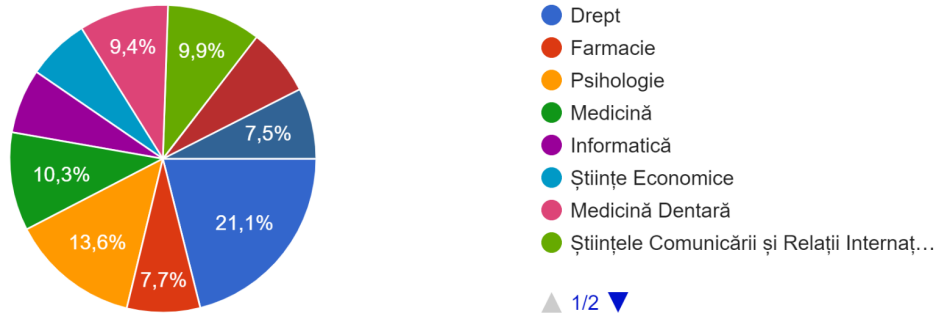 9,4%
9,9%
7,5%
10,3%
21,1%
13,6%
7,7%
Drept
Farmacie
Psihologie
Medicină
Informatică
Științe Economice
Medicină Dentară
Științele Comunicării și Relații Internaț…
1/2